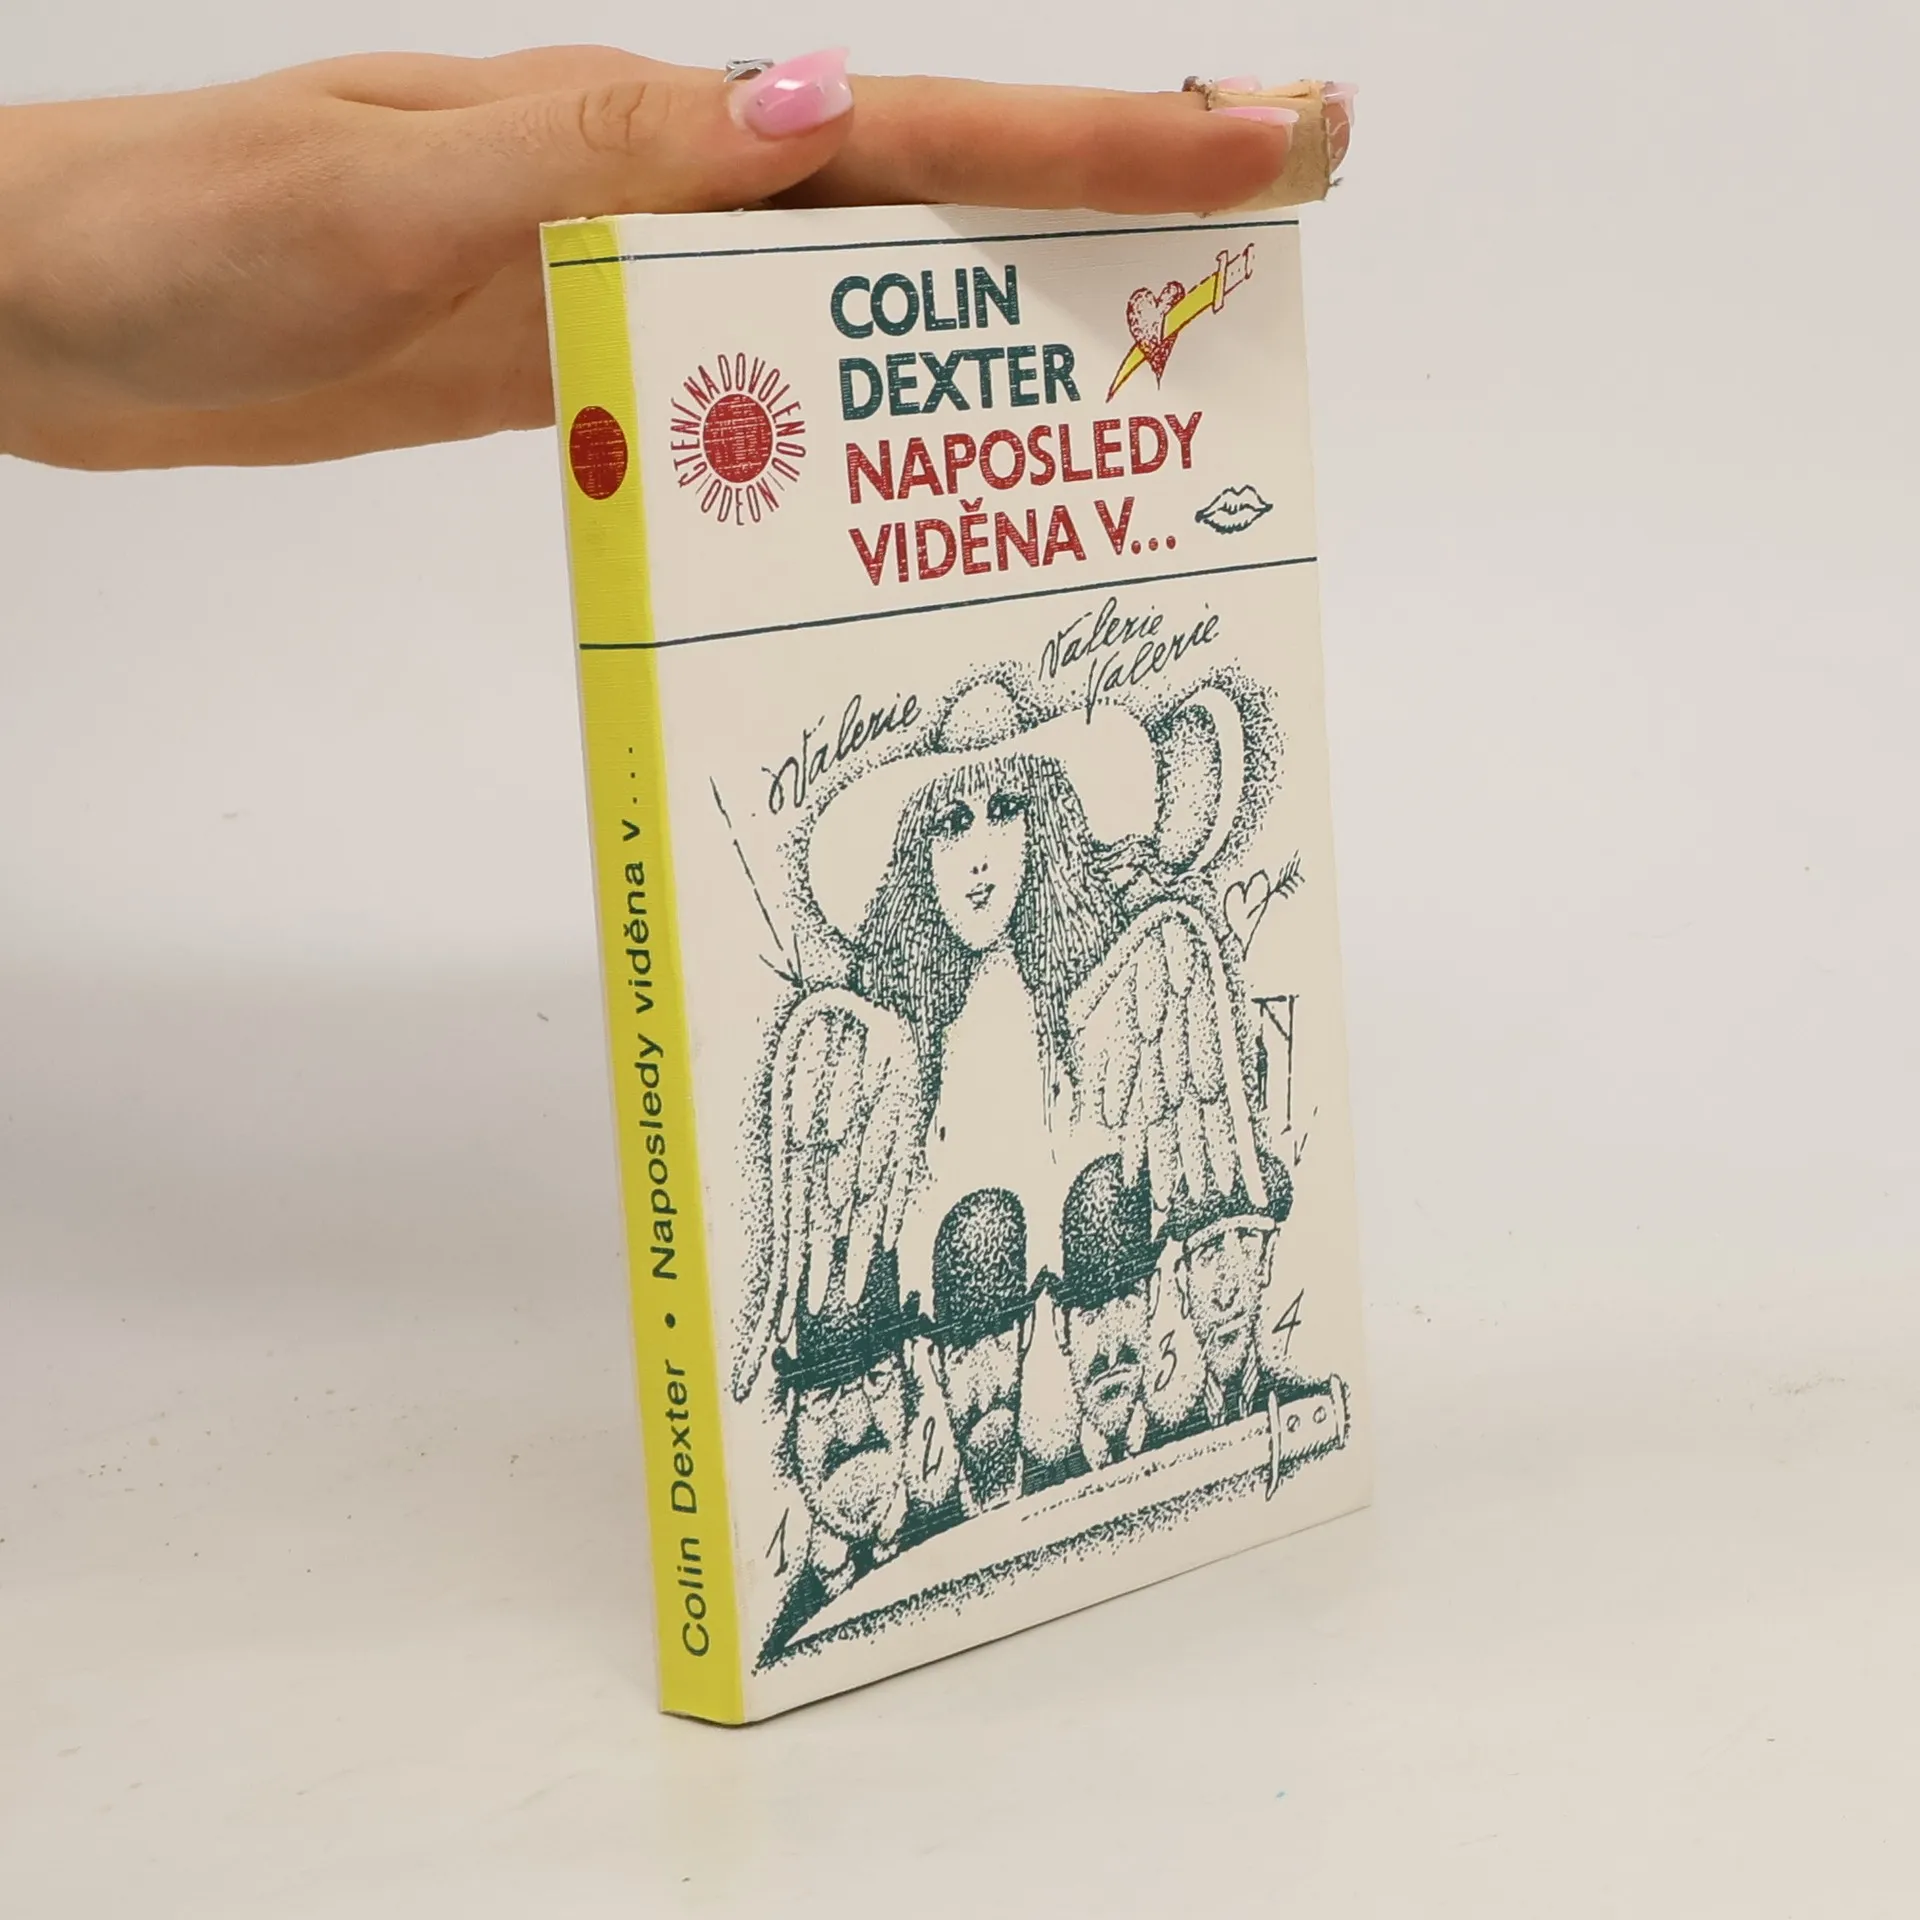 COLIN
DEXTER
NAPOSLEDY
VIDĚNA V...
ČTENÍ NA DOVOLENOU
ODEON
Valerie
Valerie
Valerie
1
2
3
4
Colin Dexter • Naposledy viděna v...